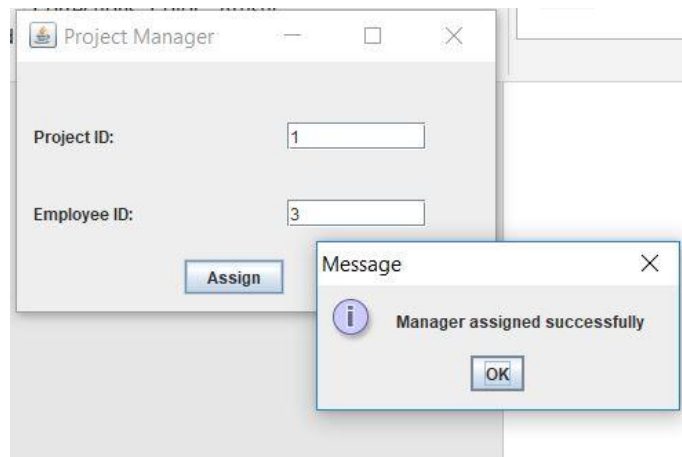 Project Manager
Project ID:
1
Employee ID:
3
Assign
Message
Manager assigned successfully
OK